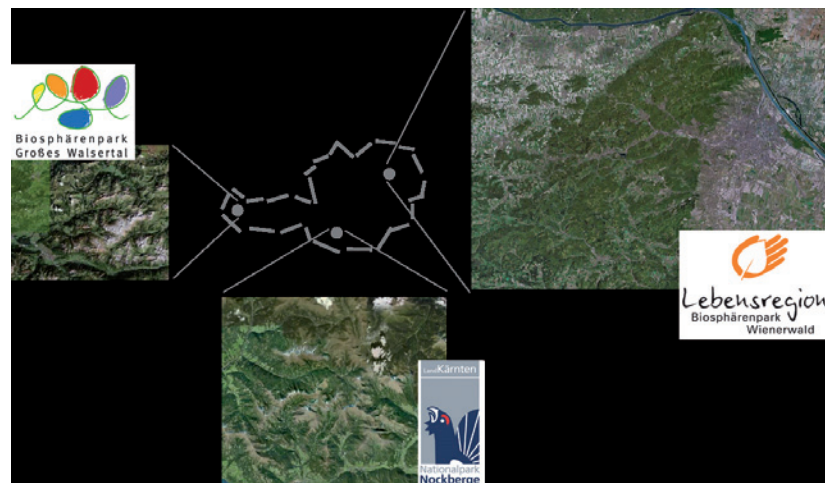 Biosphärenpark
Großes Walsertal
Lebensregion
Biosphärenpark
Wienerwald
Land Kärnten
Nationalpark
Nockberge